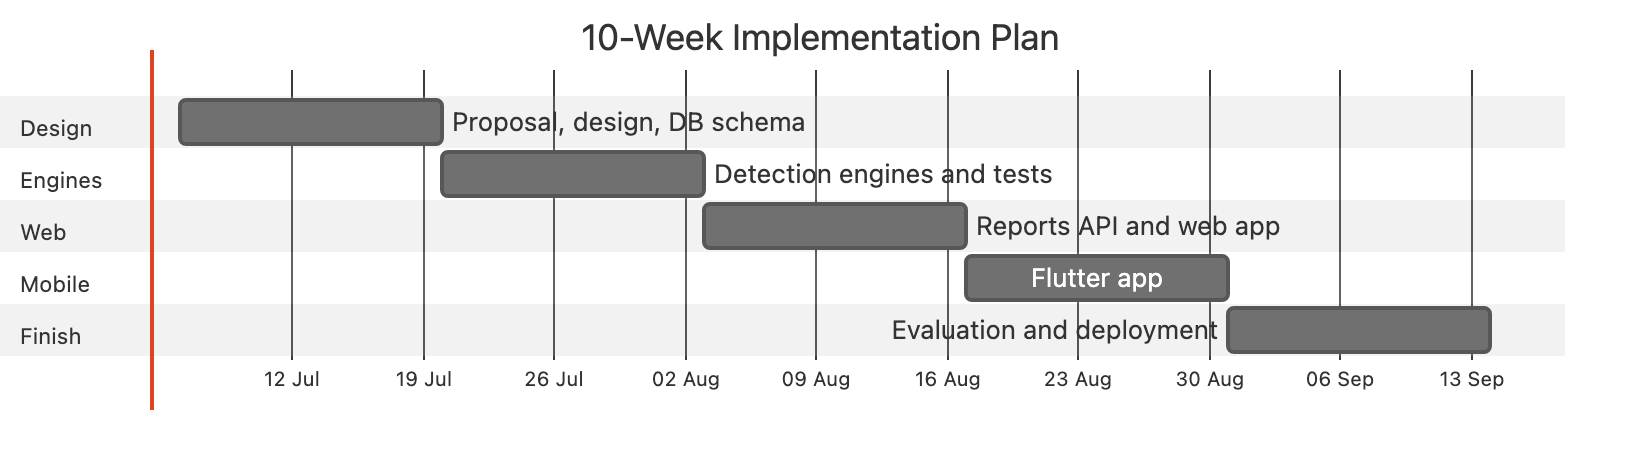 10-Week Implementation Plan
Design
Proposal, design, DB schema
Engines
Detection engines and tests
Web
Reports API and web app
Mobile
Flutter app
Finish
Evaluation and deployment
12 Jul
19 Jul
26 Jul
02 Aug
09 Aug
16 Aug
23 Aug
30 Aug
06 Sep
13 Sep